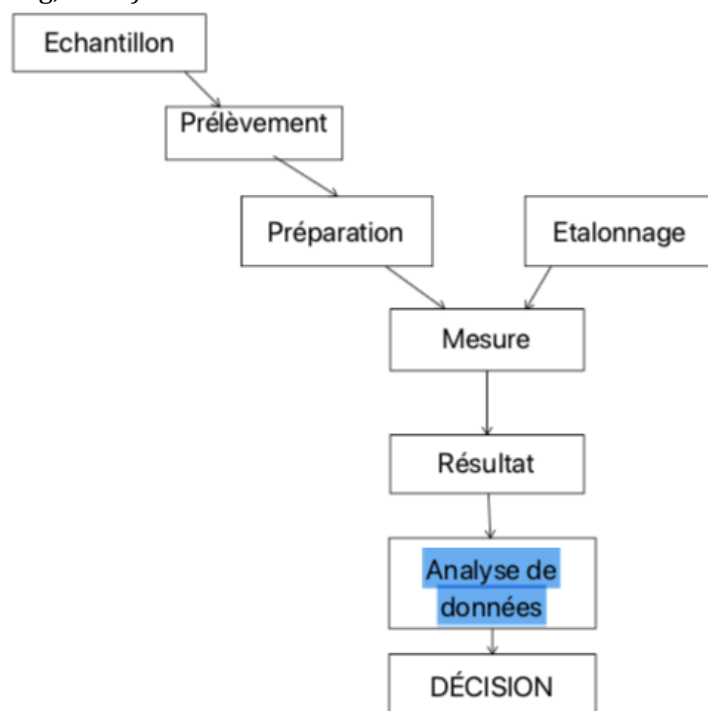 Echantillon
Prélèvement
Préparation
Etalonnage
Mesure
Résultat
Analyse de
données
DÉCISION